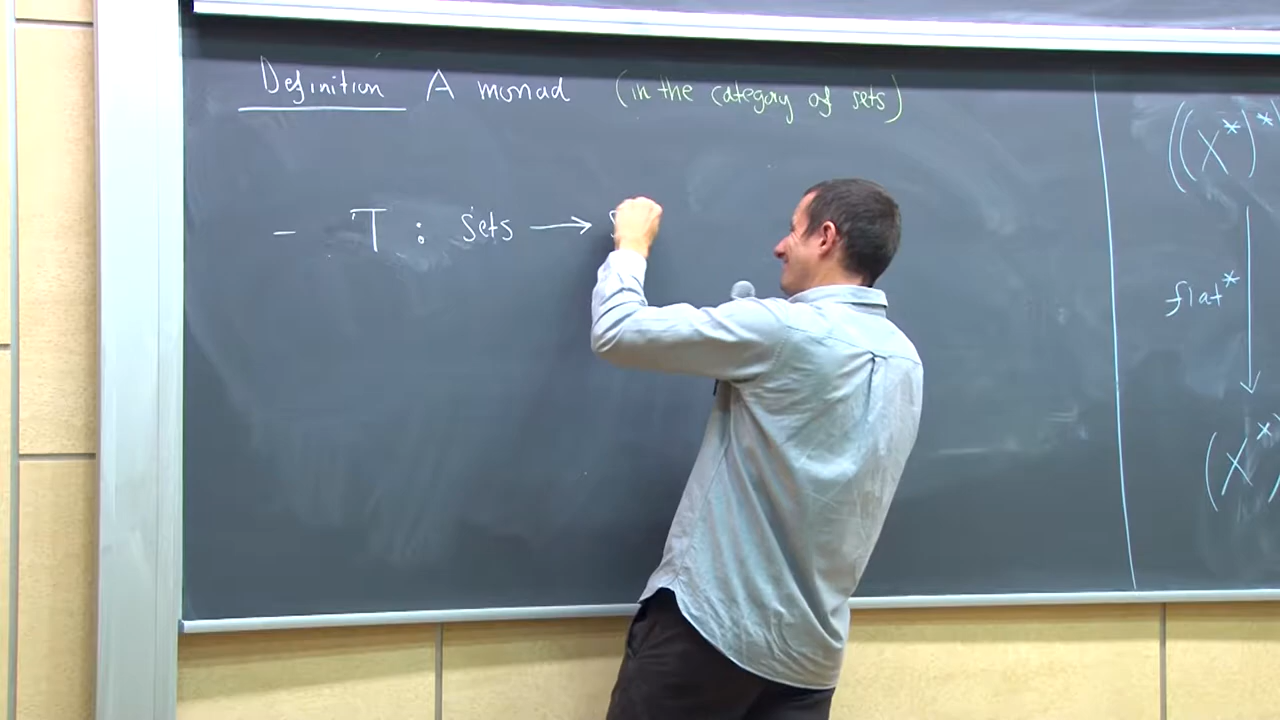 Definition A monad (in the category of sets)
- T : sets → s
((X*)*
flat*
(X*)